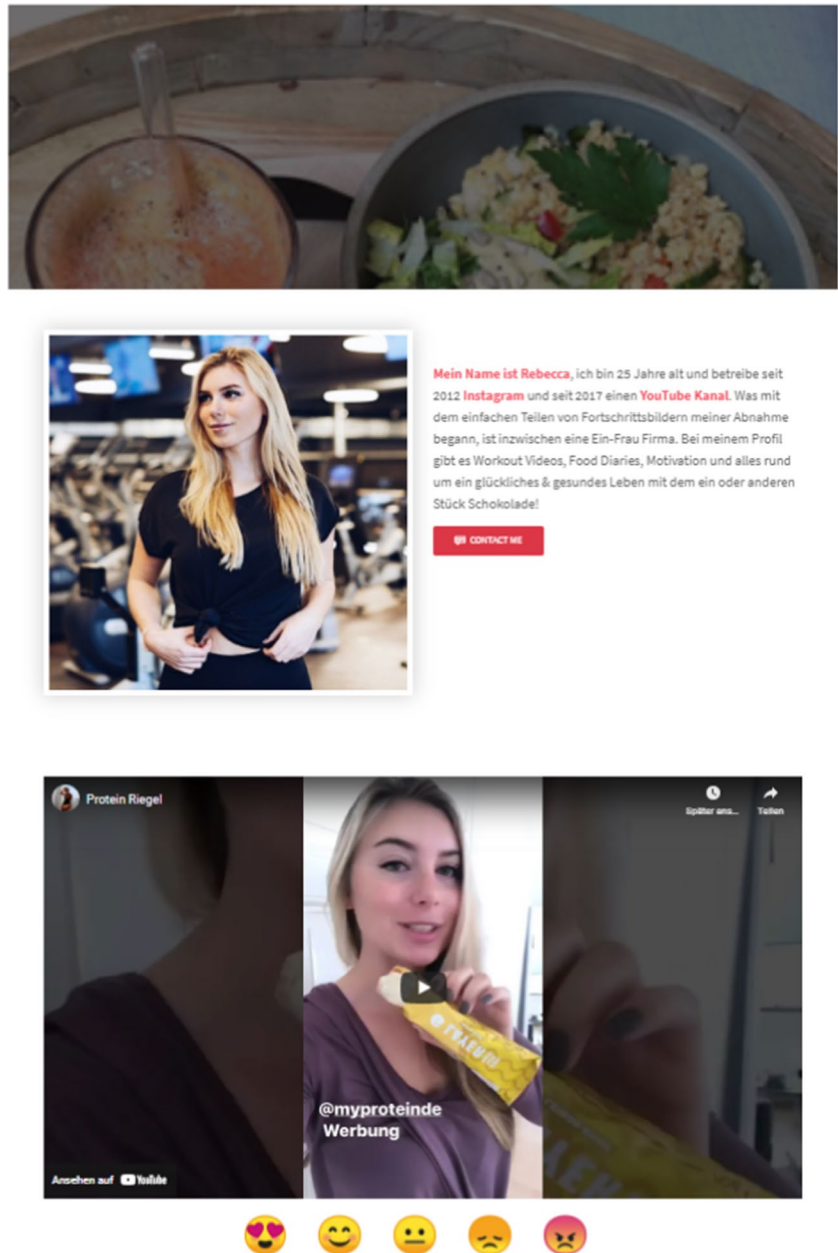 Mein Name ist Rebecca, ich bin 25 Jahre alt und betreibe seit
2012 Instagram und seit 2017 einen YouTube Kanal. Was mit
dem einfachen Teilen von Fortschrittsbildern meiner Abnahme
begann, ist inzwischen eine Ein-Frau Firma. Bei meinem Profil
gibt es Workout Videos, Food Diaries, Motivation und alles rund
um ein glückliches & gesundes Leben mit dem ein oder anderen
Stück Schokolade!
CONTACT ME
Protein Riegel
Später ans...
Teilen
@myproteinde
Werbung
Ansehen auf YouTube